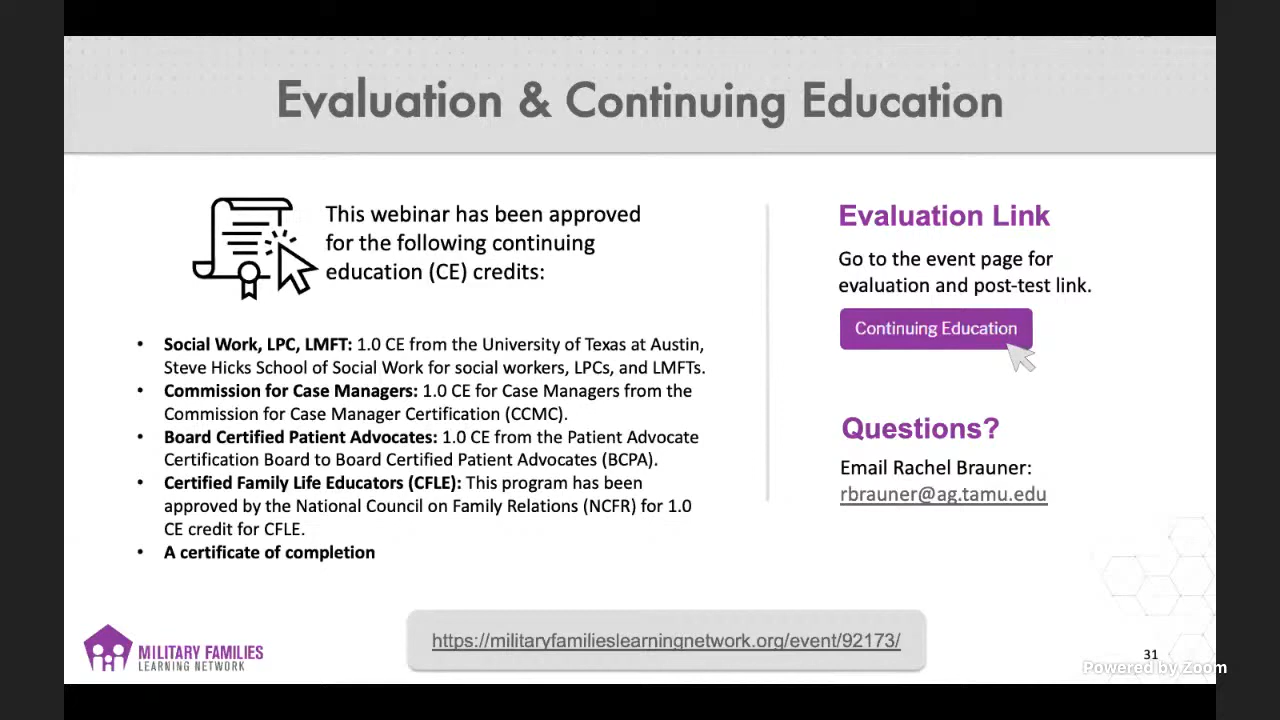 Evaluation & Continuing Education
This webinar has been approved
for the following continuing
education (CE) credits:
• Social Work, LPC, LMFT: 1.0 CE from the University of Texas at Austin,
Steve Hicks School of Social Work for social workers, LPCs, and LMFTs.
• Commission for Case Managers: 1.0 CE for Case Managers from the
Commission for Case Manager Certification (CCMC).
• Board Certified Patient Advocates: 1.0 CE from the Patient Advocate
Certification Board to Board Certified Patient Advocates (BCPA).
• Certified Family Life Educators (CFLE): This program has been
approved by the National Council on Family Relations (NCFR) for 1.0
CE credit for CFLE.
• A certificate of completion
Evaluation Link
Go to the event page for
evaluation and post-test link.
Continuing Education
Questions?
Email Rachel Brauner:
rbrauner@ag.tamu.edu
MILITARY FAMILIES
LEARNING NETWORK
https://militaryfamilieslearningnetwork.org/event/92173/
31
Powered by Zoom